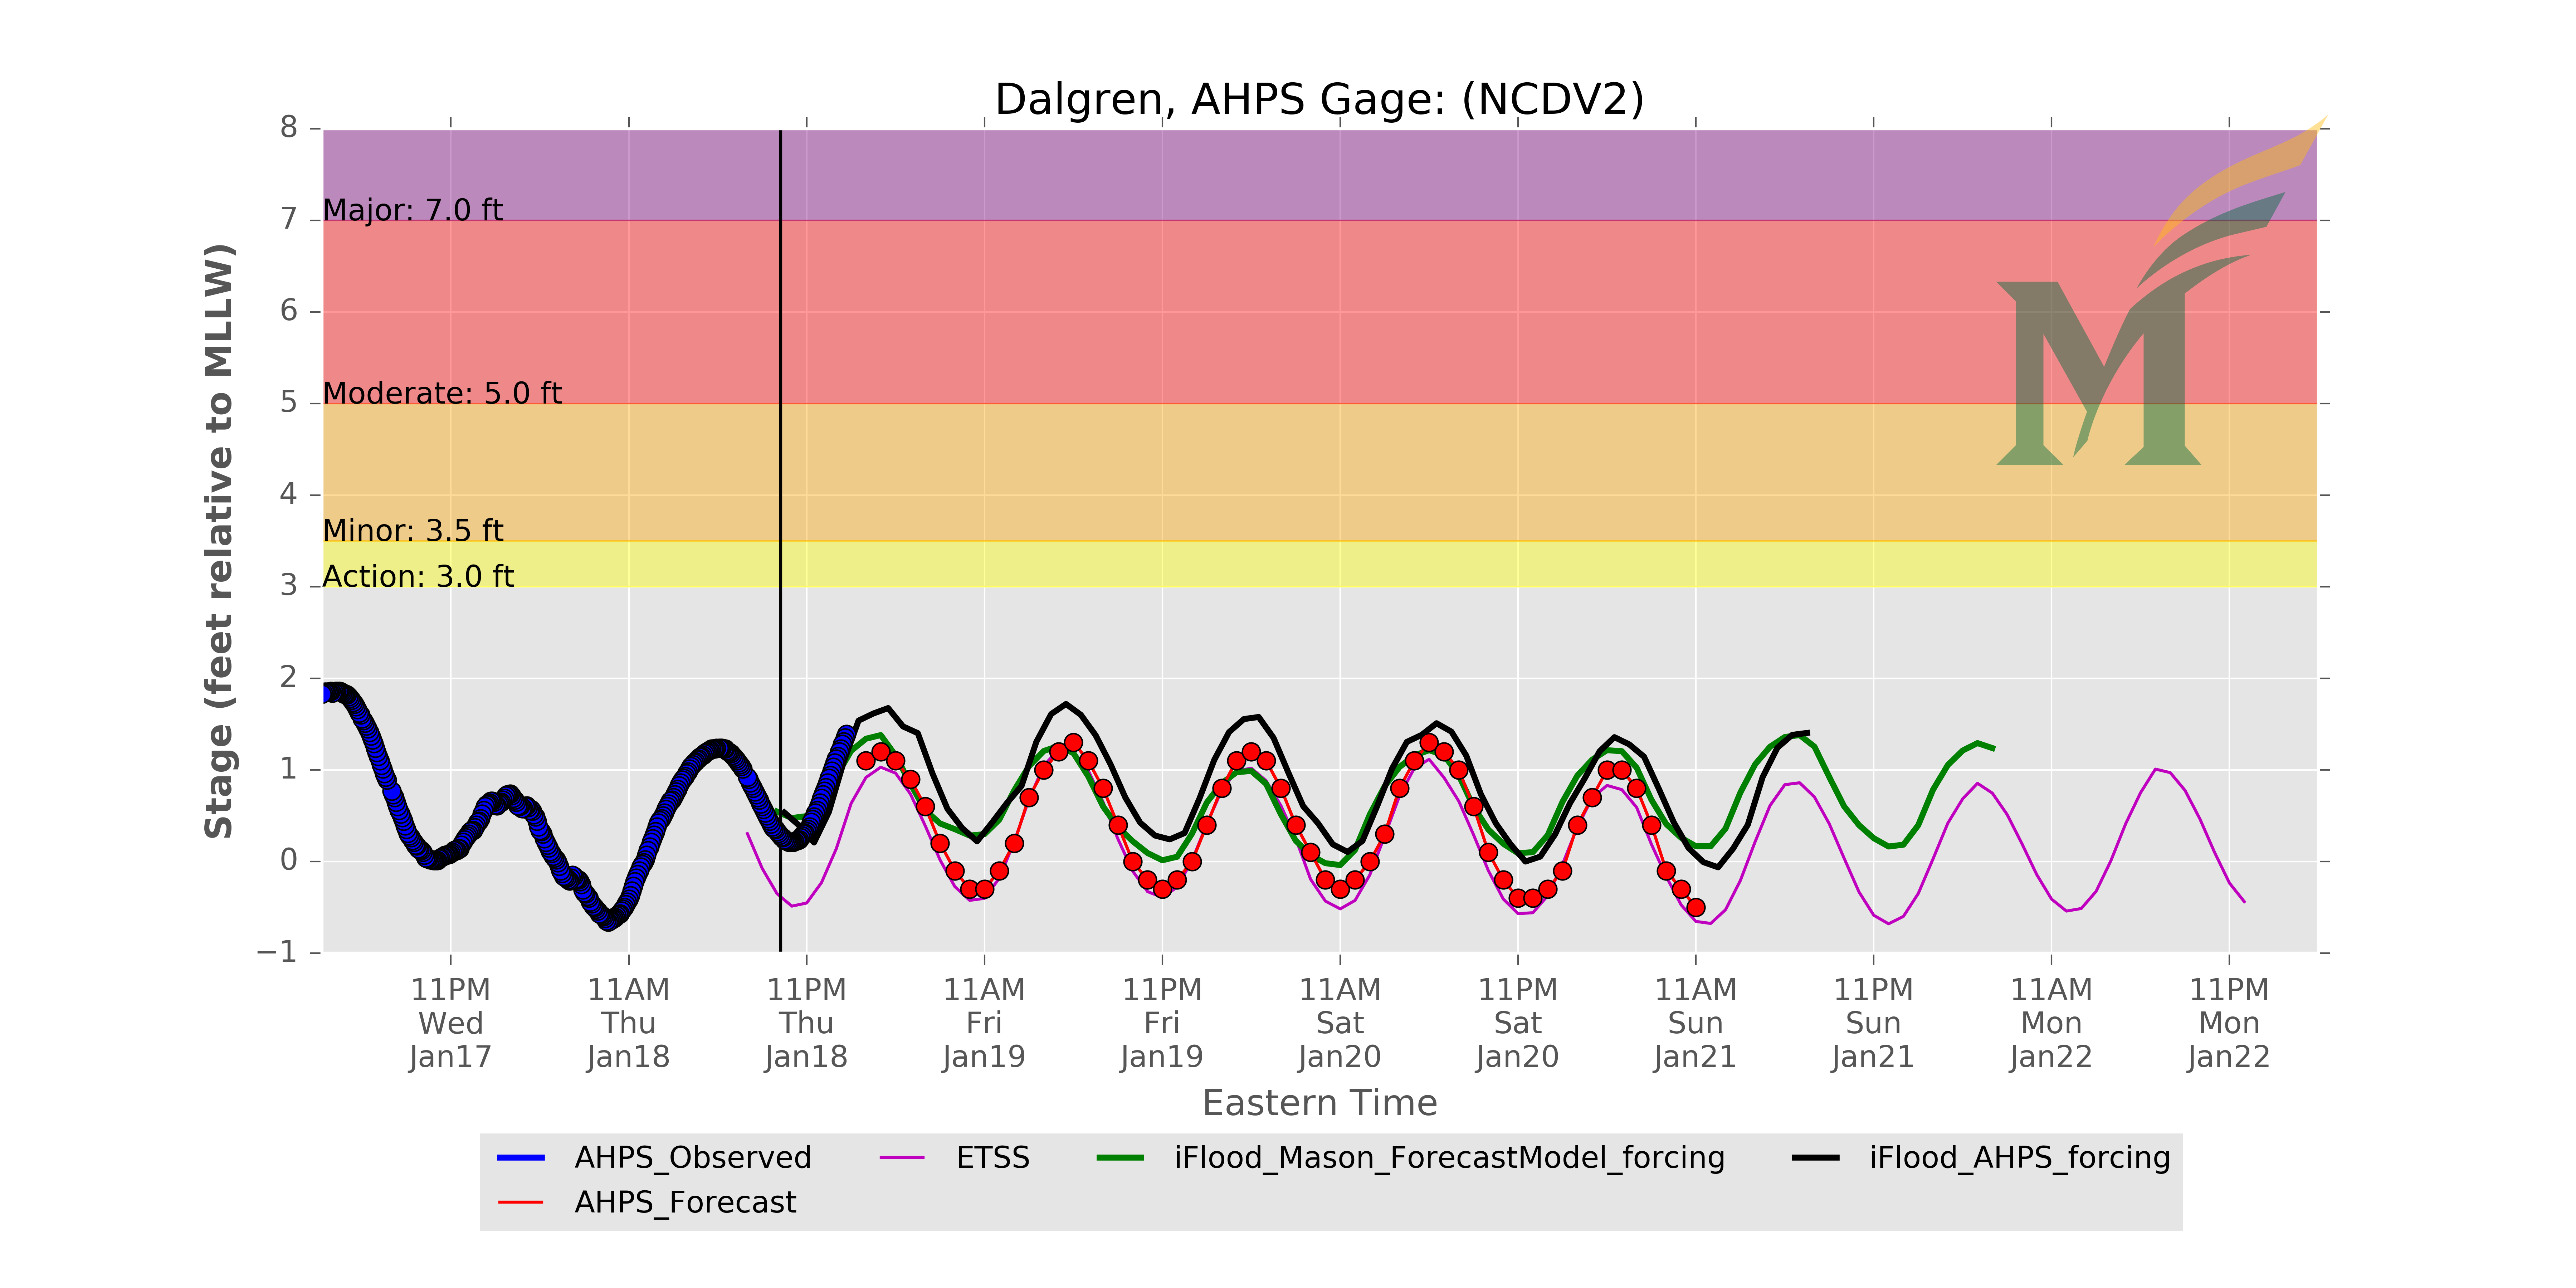 Dalgren, AHPS Gage: (NCDV2)
8
7
6
5
4
3
2
1
0
−1
Stage (feet relative to MLLW)
Major: 7.0 ft
Moderate: 5.0 ft
Minor: 3.5 ft
Action: 3.0 ft
M
11PM
Wed
Jan17
11AM
Thu
Jan18
11PM
Thu
Jan18
11AM
Fri
Jan19
11PM
Fri
Jan19
11AM
Sat
Jan20
11PM
Sat
Jan20
11AM
Sun
Jan21
11PM
Sun
Jan21
11AM
Mon
Jan22
11PM
Mon
Jan22
Eastern Time
AHPS_Observed
AHPS_Forecast
ETSS
iFlood_Mason_ForecastModel_forcing
iFlood_AHPS_forcing